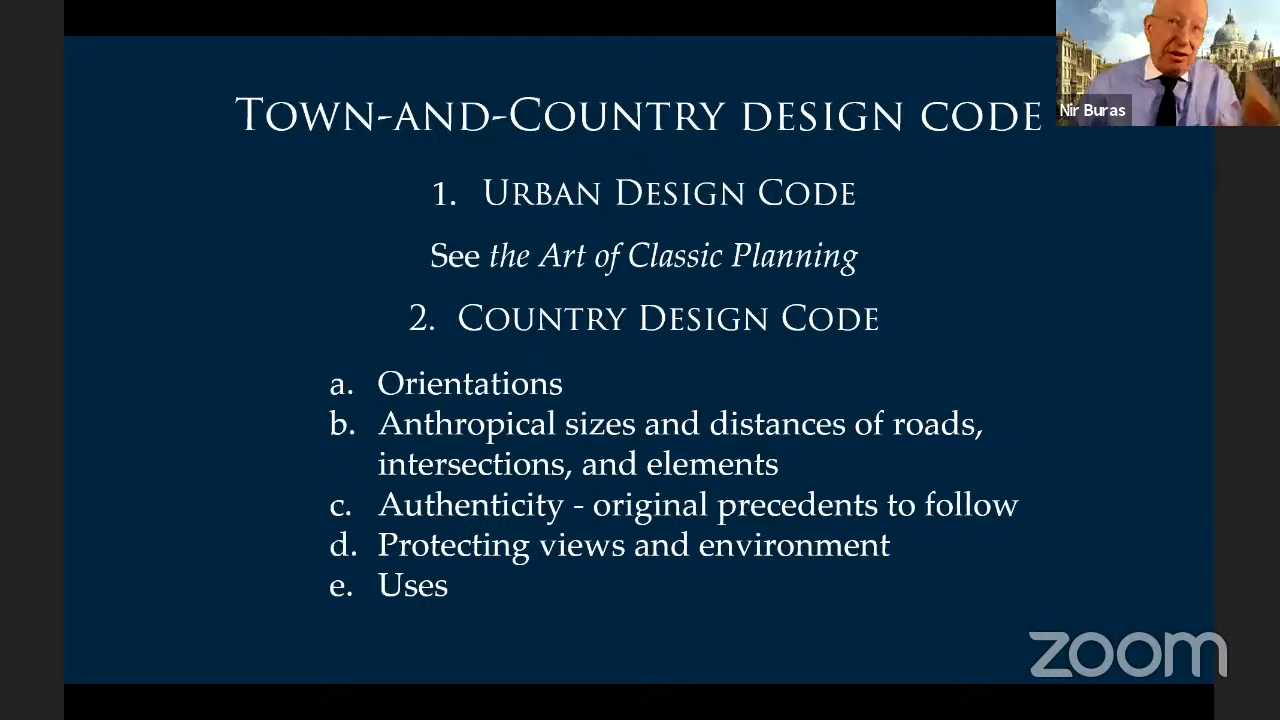 Town-and-Country design code
Nir Buras
1. Urban Design Code
See the Art of Classic Planning
2. Country Design Code
a. Orientations
b. Anthropical sizes and distances of roads,
intersections, and elements
c. Authenticity - original precedents to follow
d. Protecting views and environment
e. Uses
zoom